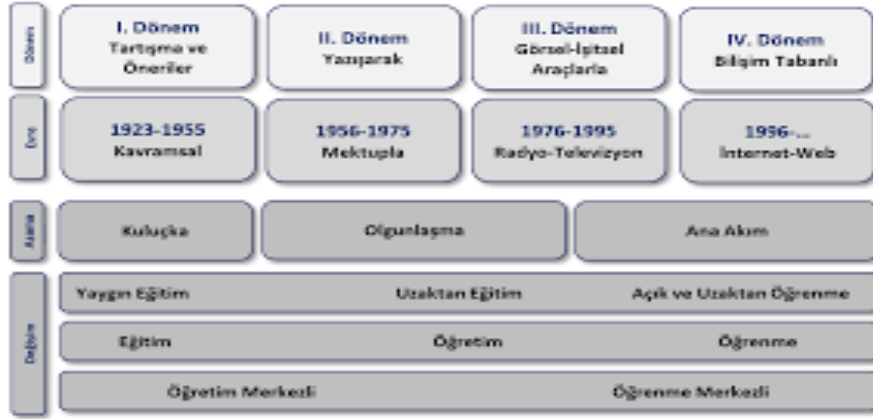 Dönem
I. Dönem
Tartışma ve
Öneriler
II. Dönem
Yazışarak
III. Dönem
Görsel-İşitsel
Araçlarla
IV. Dönem
Bilişim Tabanlı
Evre
1923-1955
Kavramsal
1956-1975
Mektupla
1976-1995
Radyo-Televizyon
1996-...
İnternet-Web
Aşama
Kuluçka
Olgunlaşma
Ana Akım
Değişim
Yaygın Eğitim
Uzaktan Eğitim
Açık ve Uzaktan Öğrenme
Eğitim
Öğretim
Öğrenme
Öğretim Merkezli
Öğrenme Merkezli